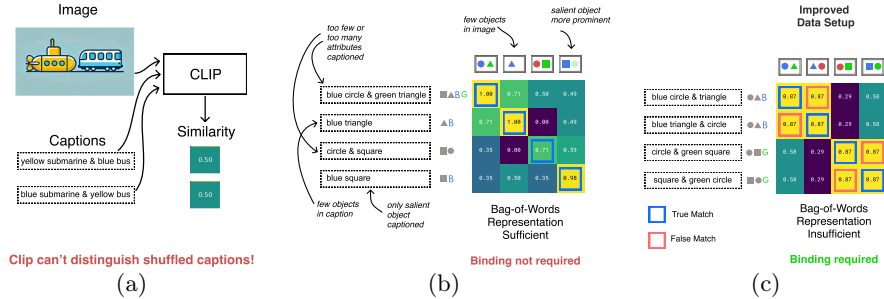 Image
CLIP
Captions
Similarity
yellow submarine & blue bus
blue submarine & yellow bus
0.50
0.50
Clip can't distinguish shuffled captions!
(a)
too few or
too many
attributes
captioned
few objects
in image
salient object
more prominent
blue circle & green triangle
BG
1.00 0.71 0.50 0.49
blue triangle
B
0.71 1.00 0.00 0.49
circle & square
0.35 0.00 0.71 0.59
blue square
B
0.35 0.50 0.35 0.98
few objects
in caption
only salient
object
captioned
Bag-of-Words
Representation
Sufficient
Binding not required
(b)
Improved
Data Setup
blue circle & triangle
B
0.87 0.87 0.29 0.58
blue triangle & circle
B
0.87 0.87 0.29 0.58
circle & green square
G
0.58 0.29 0.87 0.87
square & green circle
G
0.58 0.29 0.87 0.87
True Match
False Match
Bag-of-Words
Representation
Insufficient
Binding required
(c)